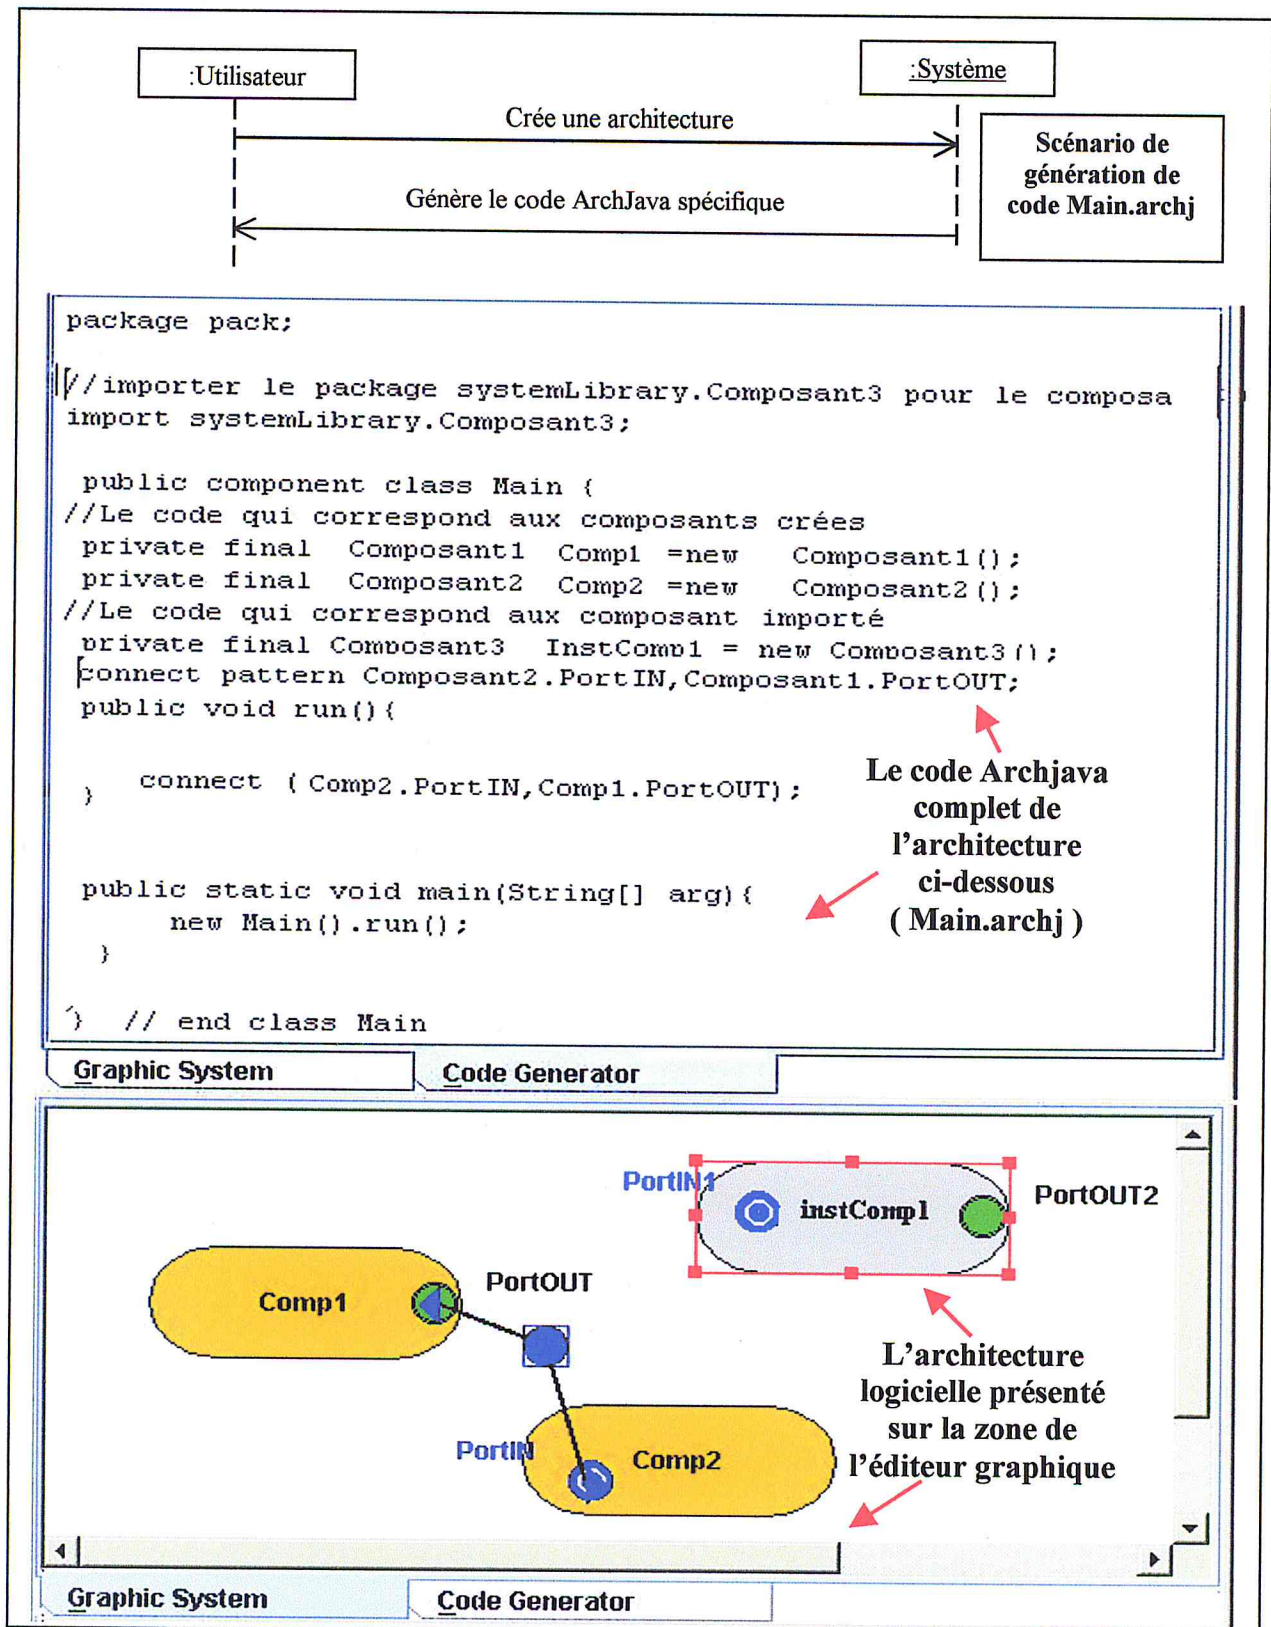 :Utilisateur
:Système
Crée une architecture
Scénario de
génération de
code Main.archj
Génère le code ArchJava spécifique
package pack;
//importer le package systemLibrary.Composant3 pour le composa
import systemLibrary.Composant3;
public component class Main {
//Le code qui correspond aux composants crées
private final Composant1 Comp1 =new Composant1();
private final Composant2 Comp2 =new Composant2();
//Le code qui correspond aux composant importé
private final Composant3 InstComp1 = new Composant3();
connect pattern Composant2.PortIN,Composant1.PortOUT;
public void run(){
connect ( Comp2.PortIN,Comp1.PortOUT);
}
Le code Archjava
complet de
l'architecture
ci-dessous
( Main.archj )
public static void main(String[] arg){
new Main().run();
}
} // end class Main
Graphic System
Code Generator
PortIN1
instComp1
PortOUT2
Comp1
PortOUT
L'architecture
logicielle présenté
sur la zone de
l'éditeur graphique
PortIN
Comp2
Graphic System
Code Generator